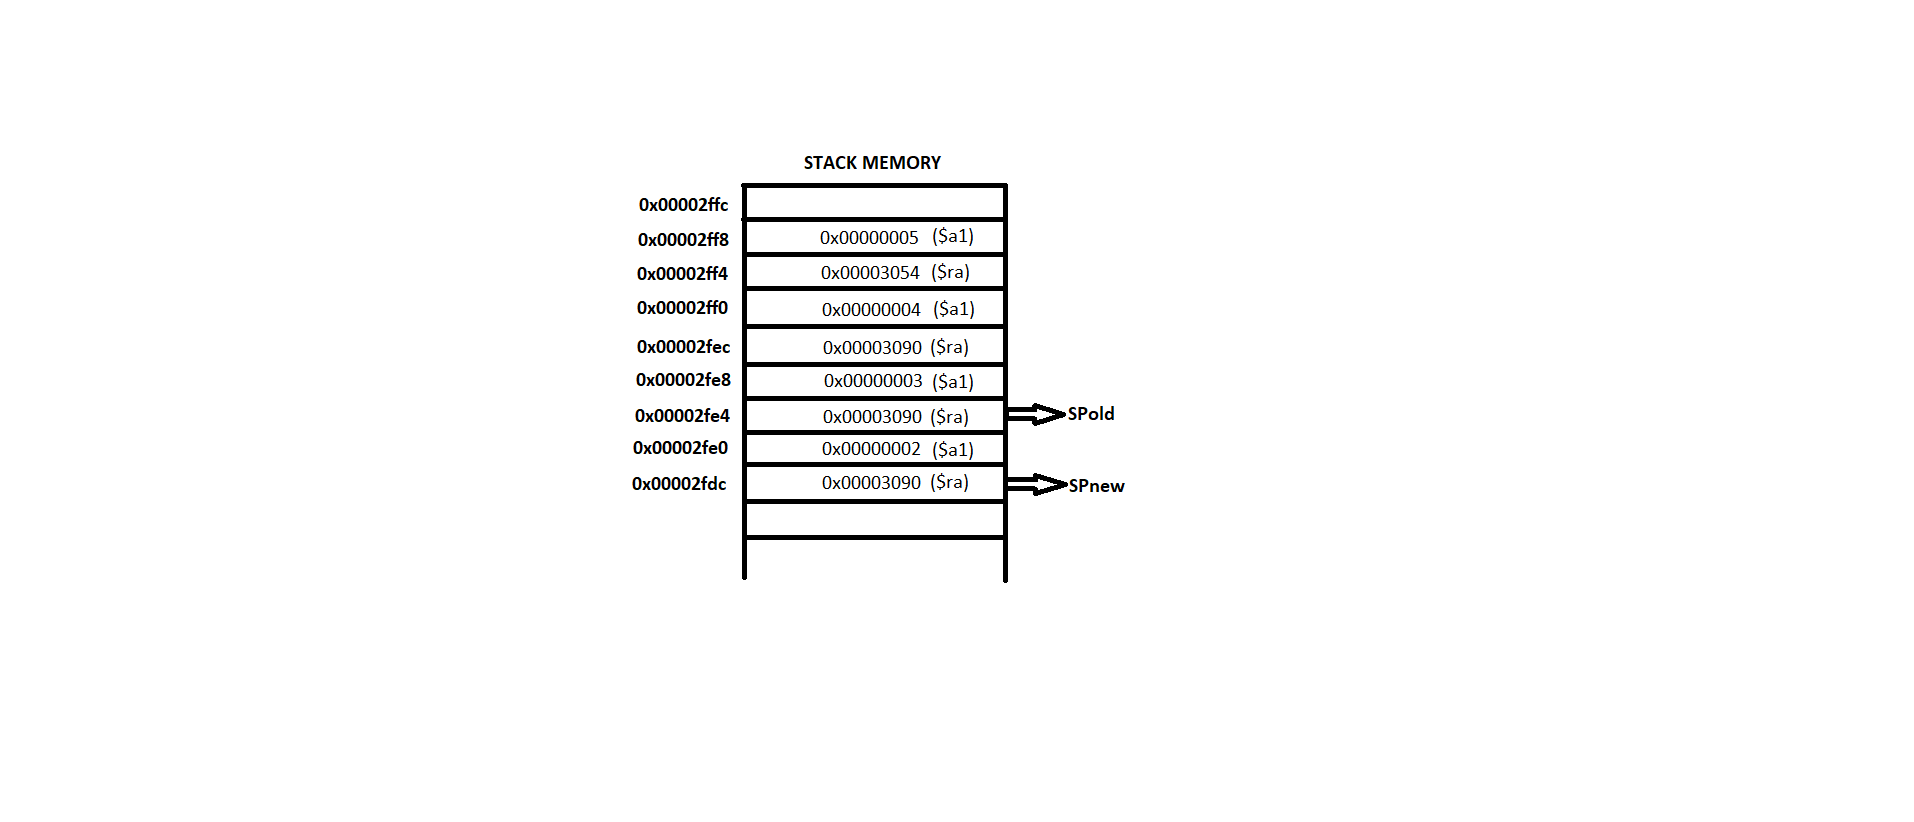 STACK MEMORY
0x00002ffc
0x00002ff8 0x00000005 ($a1)
0x00002ff4 0x00003054 ($ra)
0x00002ff0 0x00000004 ($a1)
0x00002fec 0x00003090 ($ra)
0x00002fe8 0x00000003 ($a1)
0x00002fe4 0x00003090 ($ra) SPold
0x00002fe0 0x00000002 ($a1)
0x00002fdc 0x00003090 ($ra) SPnew